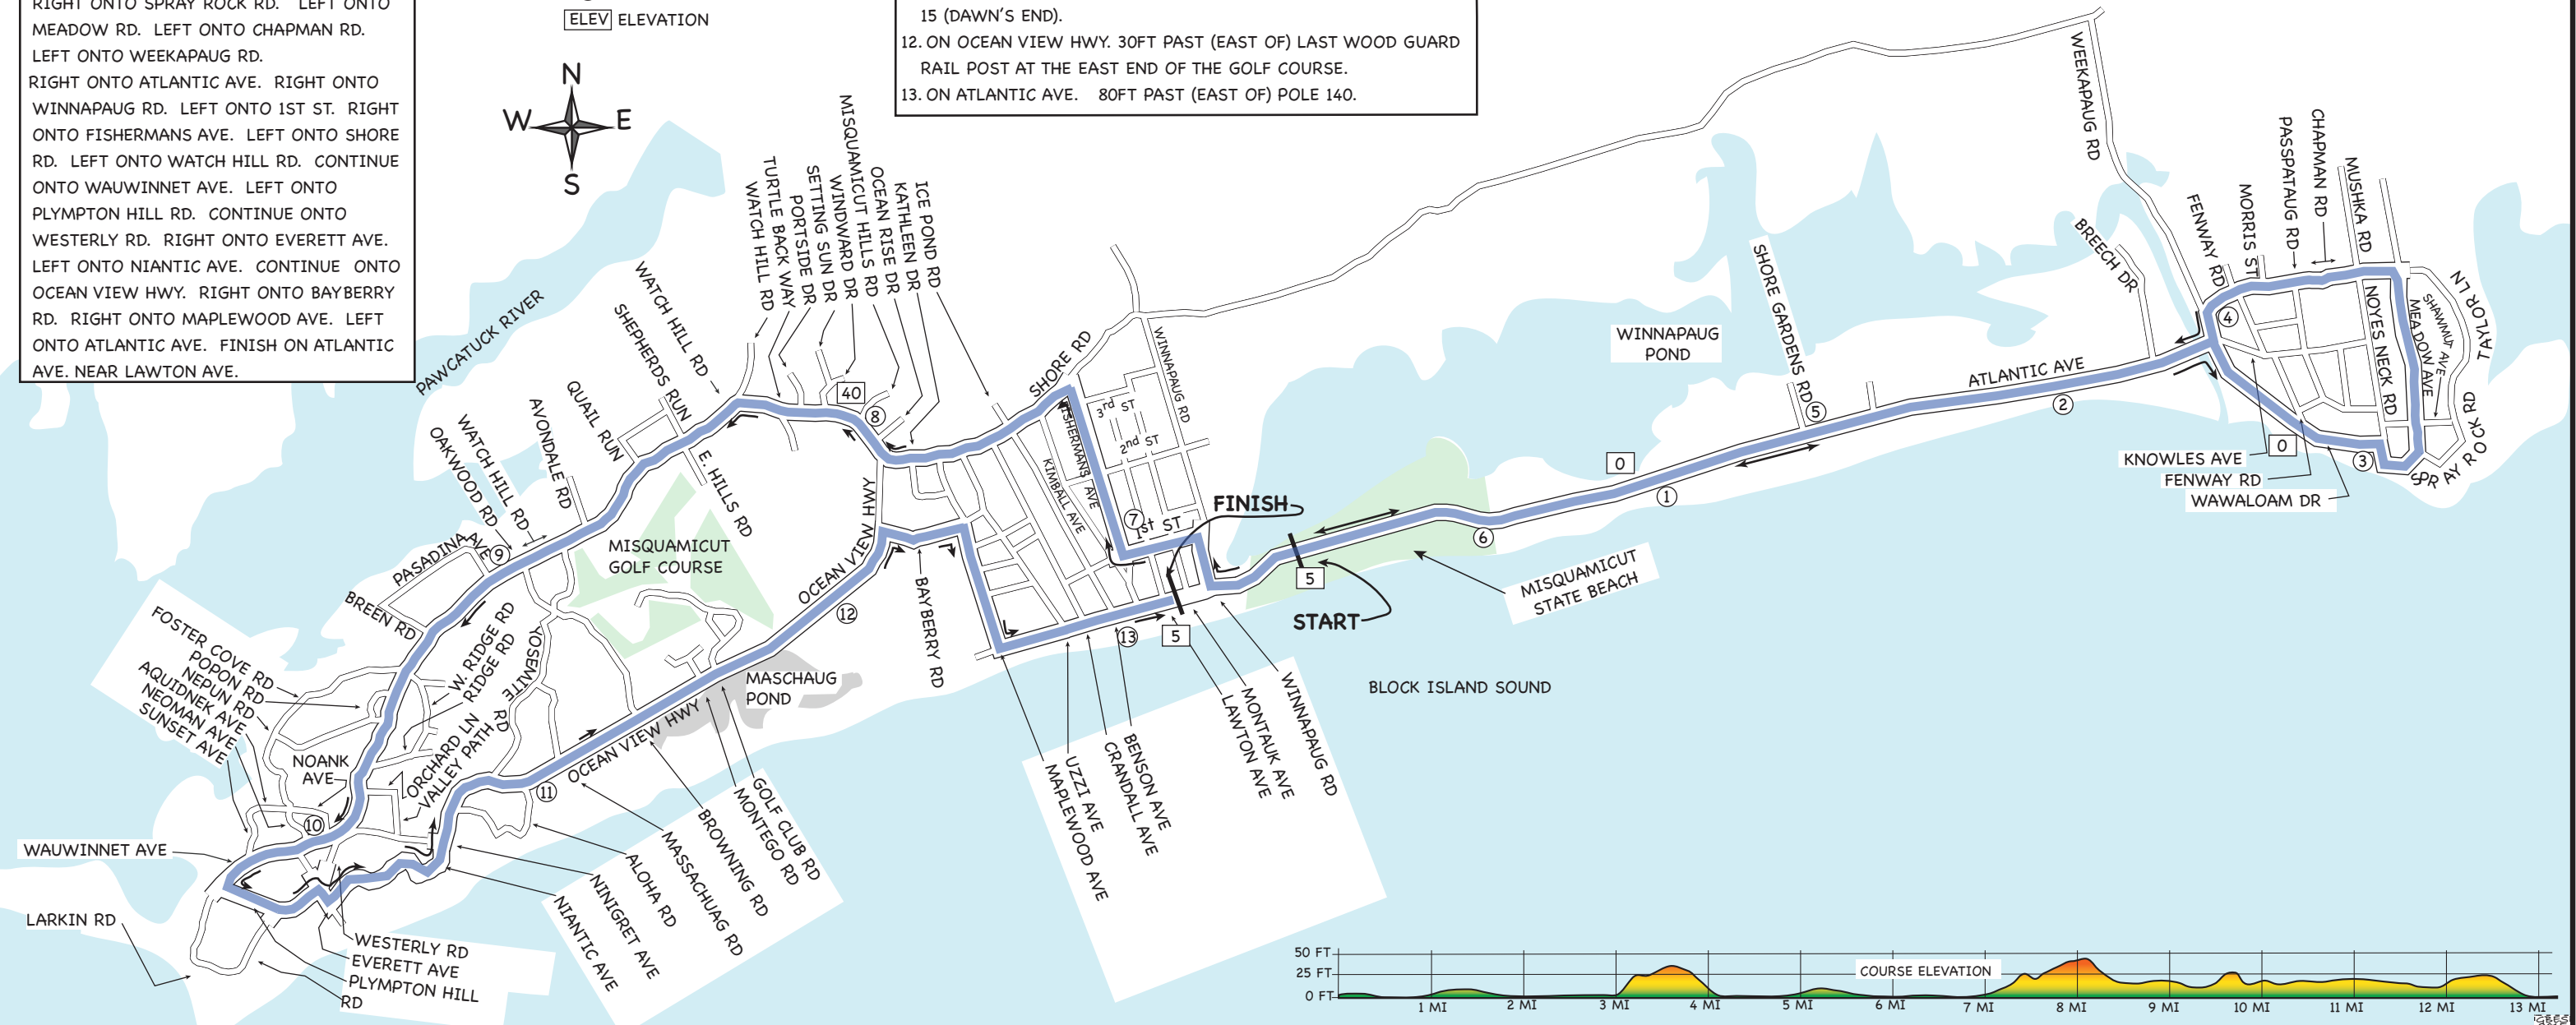 RIGHT ONTO SPRAY ROCK RD. LEFT ONTO
MEADOW RD. LEFT ONTO CHAPMAN RD.
LEFT ONTO WEEKAPAUG RD.
RIGHT ONTO ATLANTIC AVE. RIGHT ONTO
WINNAPAUG RD. LEFT ONTO 1ST ST. RIGHT
ONTO FISHERMANS AVE. LEFT ONTO SHORE
RD. LEFT ONTO WATCH HILL RD. CONTINUE
ONTO WAUWINNET AVE. LEFT ONTO
PLYMPTON HILL RD. CONTINUE ONTO
WESTERLY RD. RIGHT ONTO EVERETT AVE.
LEFT ONTO NIANTIC AVE. CONTINUE ONTO
OCEAN VIEW HWY. RIGHT ONTO BAYBERRY
RD. RIGHT ONTO MAPLEWOOD AVE. LEFT
ONTO ATLANTIC AVE. FINISH ON ATLANTIC
AVE. NEAR LAWTON AVE.
ELEV ELEVATION
N
W
E
S
15 (DAWN'S END).
12. ON OCEAN VIEW HWY. 30FT PAST (EAST OF) LAST WOOD GUARD
RAIL POST AT THE EAST END OF THE GOLF COURSE.
13. ON ATLANTIC AVE. 80FT PAST (EAST OF) POLE 140.
PAWCATUCK RIVER
WATCH HILL RD
SHEPHERDS RUN
QUAIL RUN
AVONDALE RD
WATCH HILL RD
OAKWOOD RD
PASADINA AVE
BREEN RD
WATCH HILL RD
TURTLE BACK WAY
PORTSIDE DR
SETTING SUN DR
WINDWARD DR
MISQUAMICUT HILLS RD
OCEAN RISE DR
KATHLEEN DR
ICE POND RD
40
8
9
E. HILLS RD
MISQUAMICUT
GOLF COURSE
SHORE RD
WINNAPAUG RD
3rd ST
2nd ST
1st ST
FISHERMANS AVE
KIMBALL AVE
7
FINISH
START
5
OCEAN VIEW HWY
OCEAN VIEW HWY
12
BAYBERRY RD
MASCHAUG
POND
13
5
WINNAPAUG RD
MONTAUK AVE
LAWTON AVE
BENSON AVE
CRANDALL AVE
UZZI AVE
MAPLEWOOD AVE
MISQUAMICUT
STATE BEACH
BLOCK ISLAND SOUND
WINNAPAUG
POND
SHORE GARDENS RD
5
0
1
6
ATLANTIC AVE
2
WEEKAPAUG RD
BREECH DR
FENWAY RD
MORRIS ST
PASSPATAUG RD
CHAPMAN RD
MUSHKA RD
4
NOYES NECK RD
MEADOW AVE
SHAWMUT AVE
TAYLOR LN
SPRAY ROCK RD
0
3
KNOWLES AVE
FENWAY RD
WAWALOAM DR
FOSTER COVE RD
POPON RD
NEPUN RD
AQUIDNEK AVE
NEOMAN AVE
SUNSET AVE
NOANK
AVE
W. RIDGE RD
RIDGE RD
YOSEMITE RD
ORCHARD LN
VALLEY PATH
10
11
WAUWINNET AVE
LARKIN RD
WESTERLY RD
EVERETT AVE
PLYMPTON HILL
RD
NIANTIC AVE
NINIGRET AVE
ALOHA RD
MASSACHUAG RD
BROWNING RD
MONTEGO RD
GOLF CLUB RD
50 FT
25 FT
0 FT
COURSE ELEVATION
1 MI
2 MI
3 MI
4 MI
5 MI
6 MI
7 MI
8 MI
9 MI
10 MI
11 MI
12 MI
13 MI